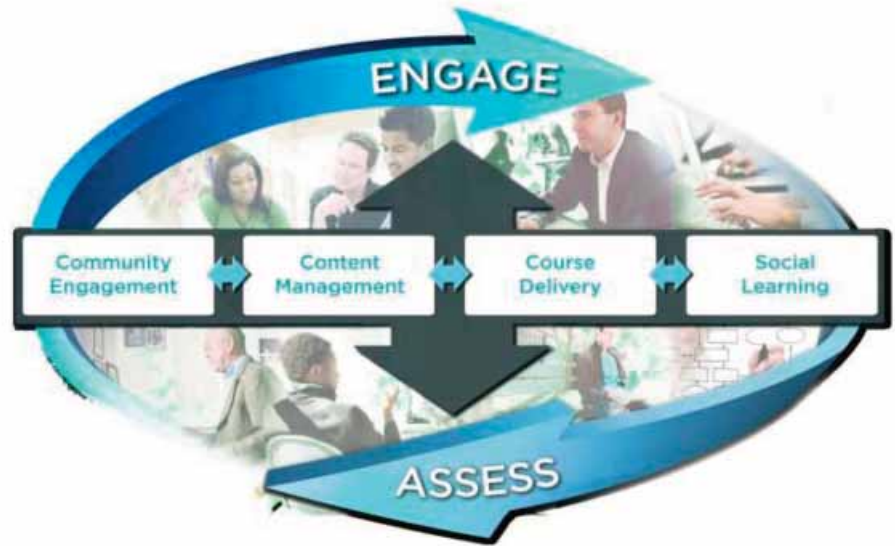 ENGAGE
Community
Engagement
Content
Management
Course
Delivery
Social
Learning
ASSESS